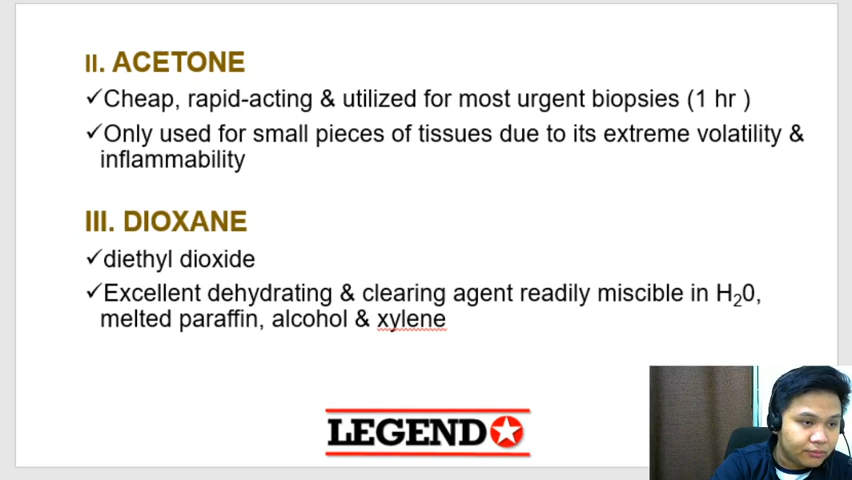 II. ACETONE
✓Cheap, rapid-acting & utilized for most urgent biopsies (1 hr )
✓Only used for small pieces of tissues due to its extreme volatility &
inflammability
III. DIOXANE
✓diethyl dioxide
✓Excellent dehydrating & clearing agent readily miscible in H₂0,
melted paraffin, alcohol & xylene
LEGEND